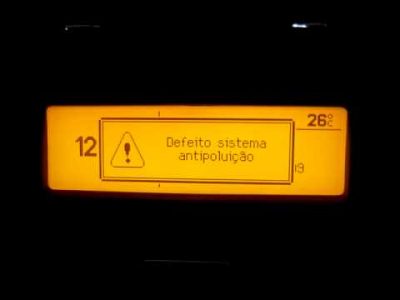 26°C
12
Defeito sistema
antipoluição
19